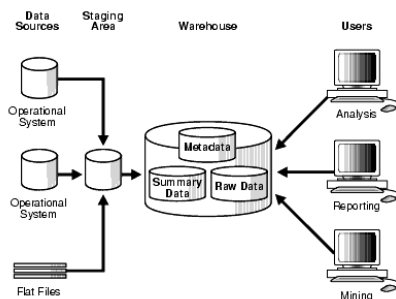 Data Sources
Staging Area
Warehouse
Users
Operational System
Operational System
Flat Files
Metadata
Summary Data
Raw Data
Analysis
Reporting
Mining